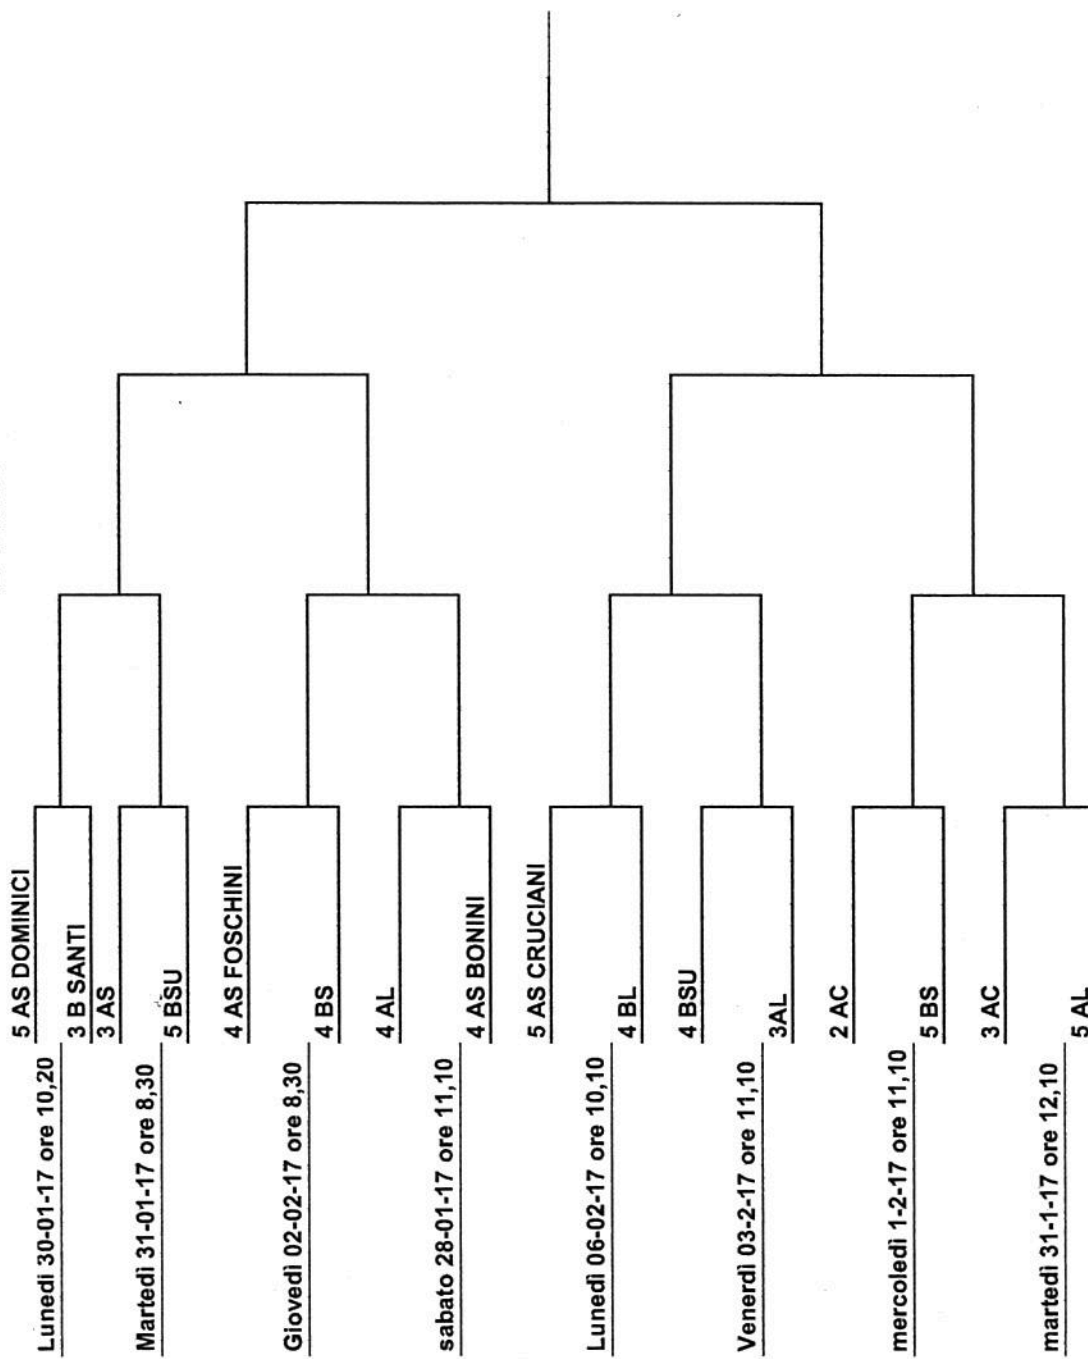 5 AS DOMINICI
Lunedì 30-01-17 ore 10,20
3 B SANTI
3 AS
Martedì 31-01-17 ore 8,30
5 BSU
4 AS FOSCHINI
Giovedì 02-02-17 ore 8,30
4 BS
4 AL
sabato 28-01-17 ore 11,10
4 AS BONINI
5 AS CRUCIANI
Lunedì 06-02-17 ore 10,10
4 BL
4 BSU
Venerdì 03-2-17 ore 11,10
3AL
2 AC
mercoledì 1-2-17 ore 11,10
5 BS
3 AC
martedì 31-1-17 ore 12,10
5 AL